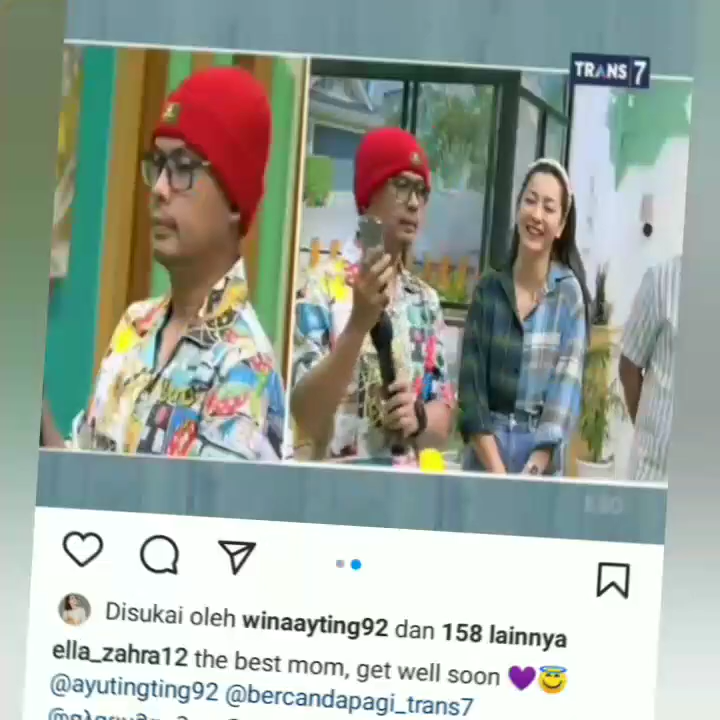 TRANS 7
Disukai oleh winaayting92 dan 158 lainnya
ella_zahra12 the best mom, get well soon 💜😇
@ayutingting92 @bercandapagi_trans7